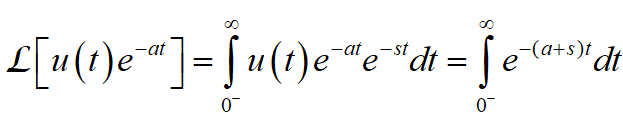 ℒ[u(t)e^{-at}] = ∫_{0^-}^{∞} u(t)e^{-at}e^{-st}dt = ∫_{0^-}^{∞} e^{-(a+s)t}dt